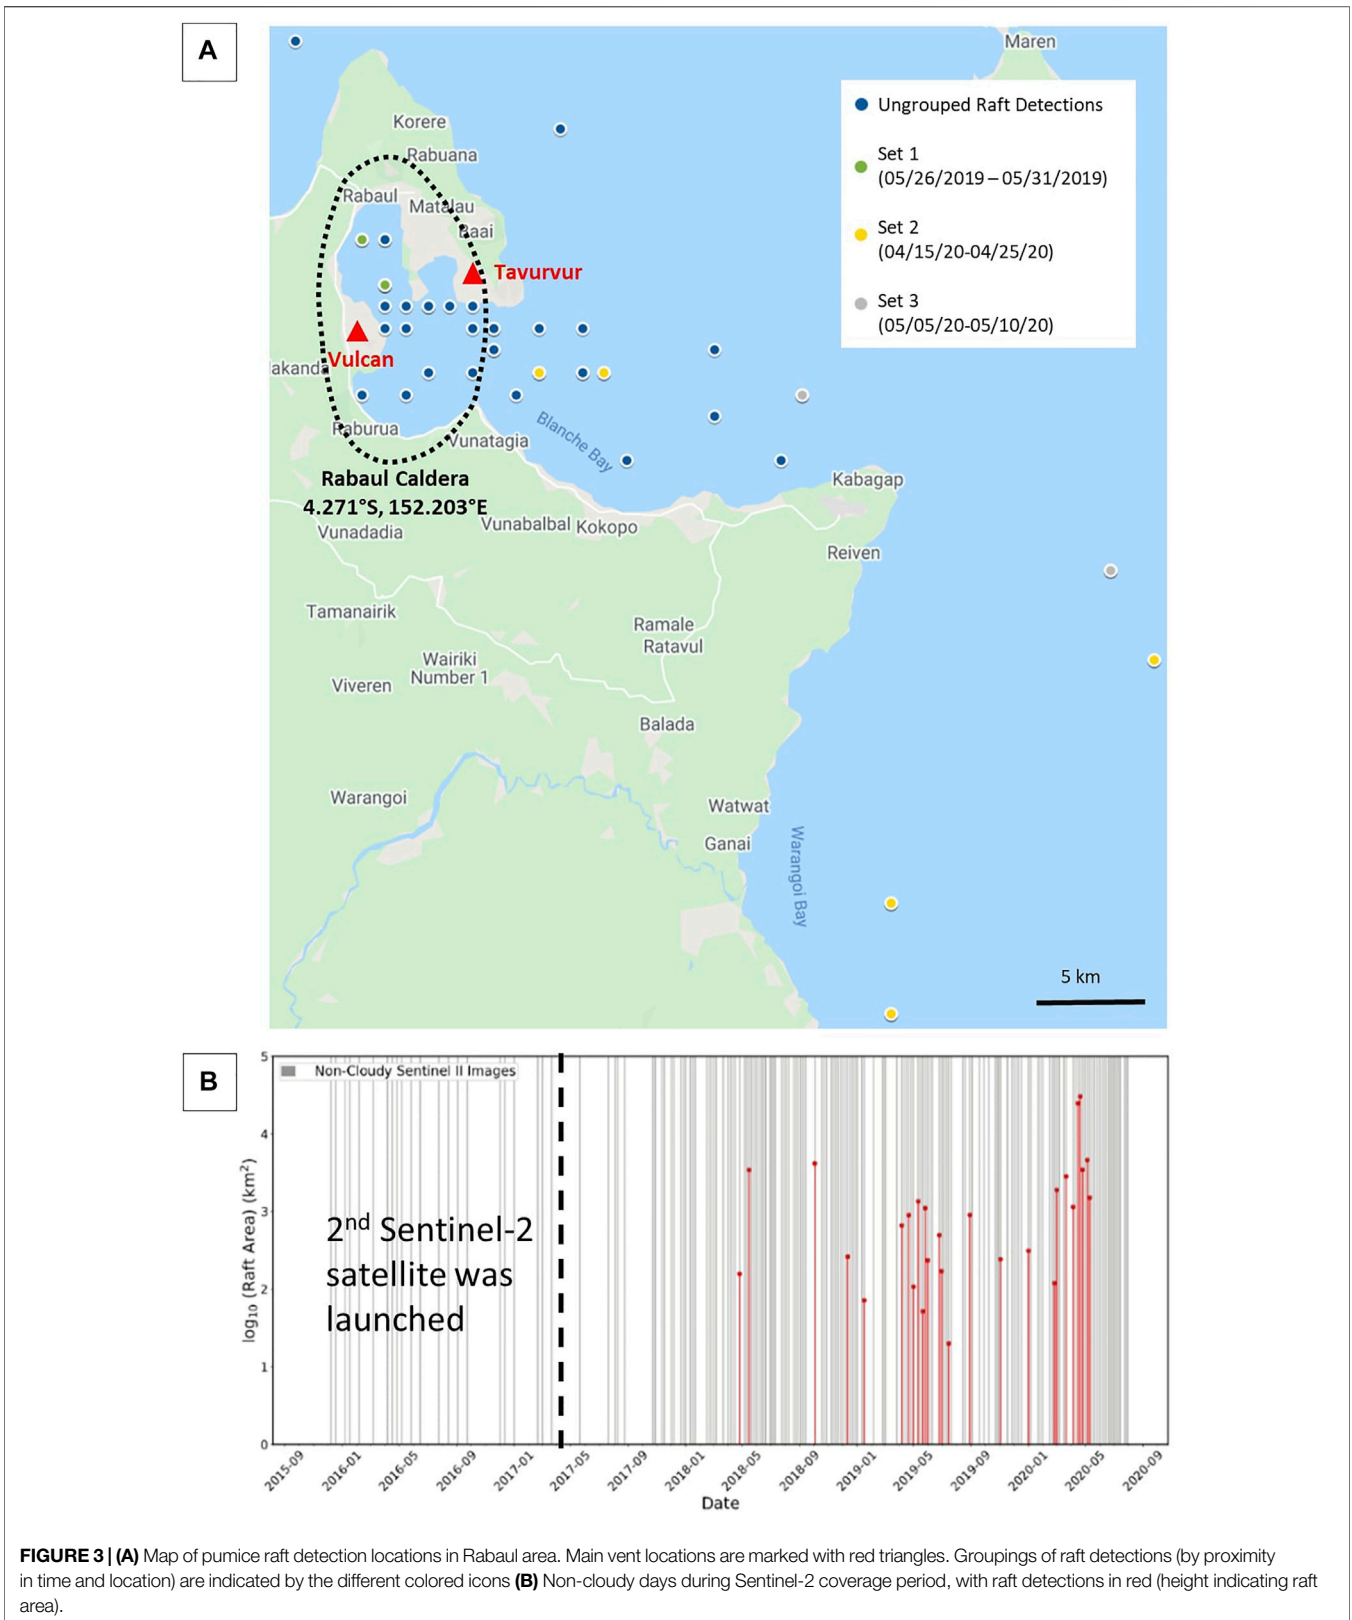 A
Maren
Ungrouped Raft Detections
Set 1
(05/26/2019 – 05/31/2019)
Set 2
(04/15/20-04/25/20)
Set 3
(05/05/20-05/10/20)
Korere
Rabuana
Rabaul
Matalau
Baai
Tavurvur
Vulcan
lakanda
Raburua
Vunatagia
Blanche Bay
Rabaul Caldera
4.271°S, 152.203°E
Kabagap
Vunadadia
Vunabalbal
Kokopo
Reiven
Tamanairik
Ramale
Ratavul
Wairiki
Number 1
Viveren
Balada
Warangoi
Watwat
Ganai
Warangoi Bay
5 km
B
Non-Cloudy Sentinel II Images
2nd Sentinel-2
satellite was
launched
log10 (Raft Area) (km2)
5
4
3
2
1
0
2015-09
2016-01
2016-05
2016-09
2017-01
2017-05
2017-09
2018-01
2018-05
2018-09
2019-01
2019-05
2019-09
2020-01
2020-05
2020-09
Date
FIGURE 3 | (A) Map of pumice raft detection locations in Rabaul area. Main vent locations are marked with red triangles. Groupings of raft detections (by proximity
in time and location) are indicated by the different colored icons (B) Non-cloudy days during Sentinel-2 coverage period, with raft detections in red (height indicating raft
area).